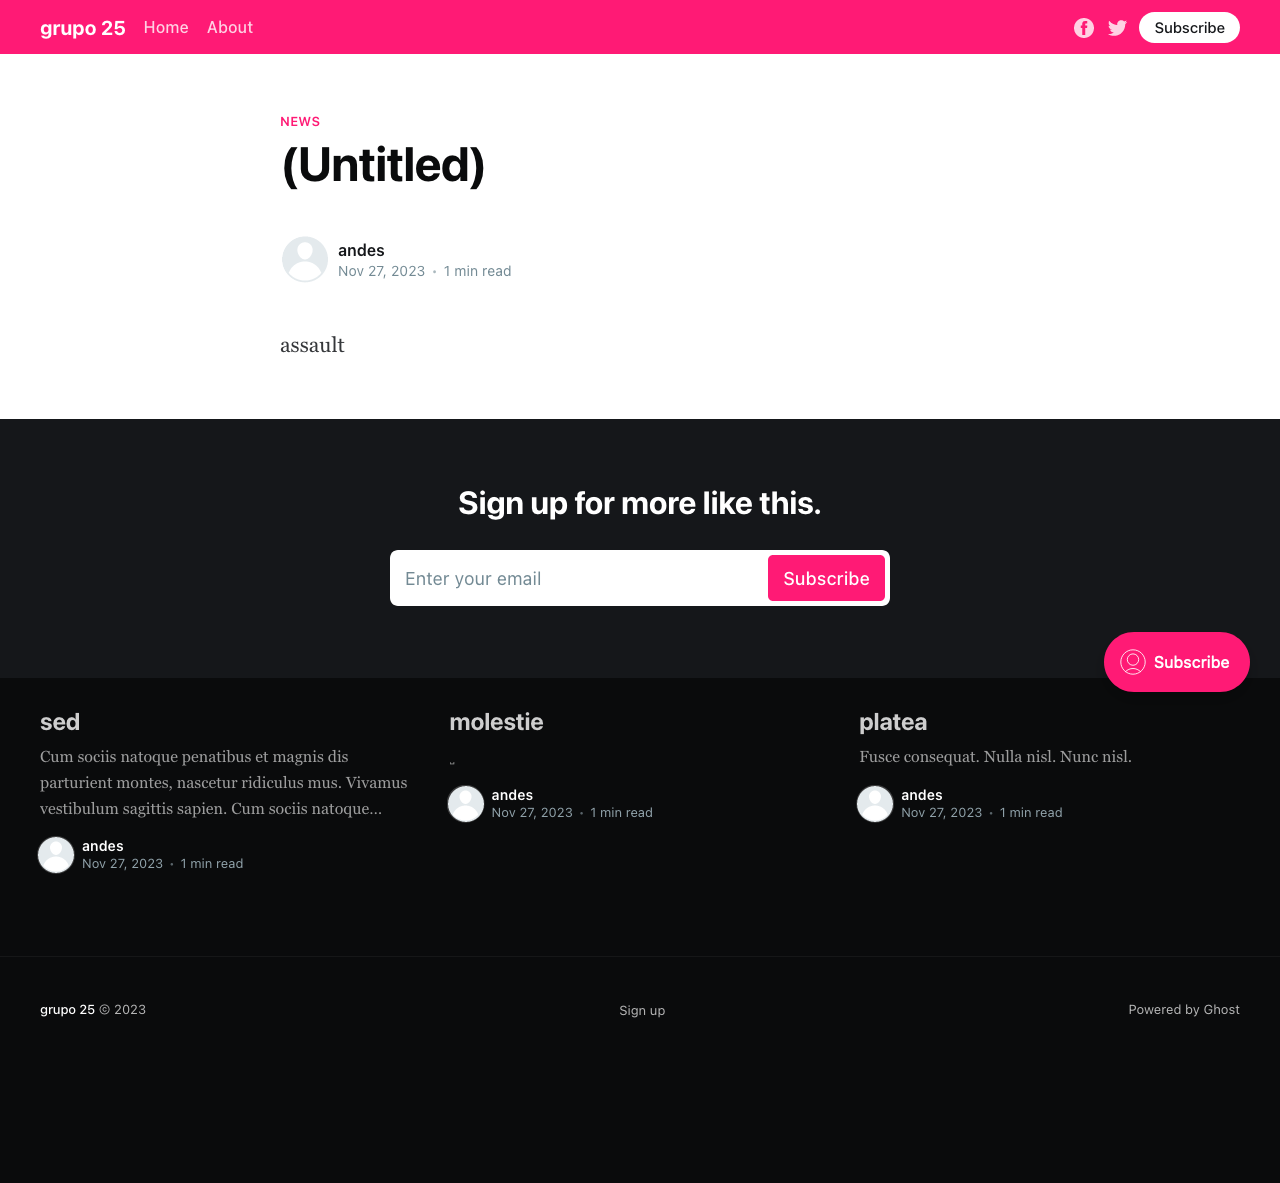 grupo 25 Home About Subscribe
NEWS
(Untitled)
andes
Nov 27, 2023 • 1 min read
assault
Sign up for more like this.
Enter your email Subscribe
Subscribe
sed
Cum sociis natoque penatibus et magnis dis
parturient montes, nascetur ridiculus mus. Vivamus
vestibulum sagittis sapien. Cum sociis natoque...
andes
Nov 27, 2023 • 1 min read
molestie
andes
Nov 27, 2023 • 1 min read
platea
Fusce consequat. Nulla nisl. Nunc nisl.
andes
Nov 27, 2023 • 1 min read
grupo 25 © 2023
Sign up
Powered by Ghost